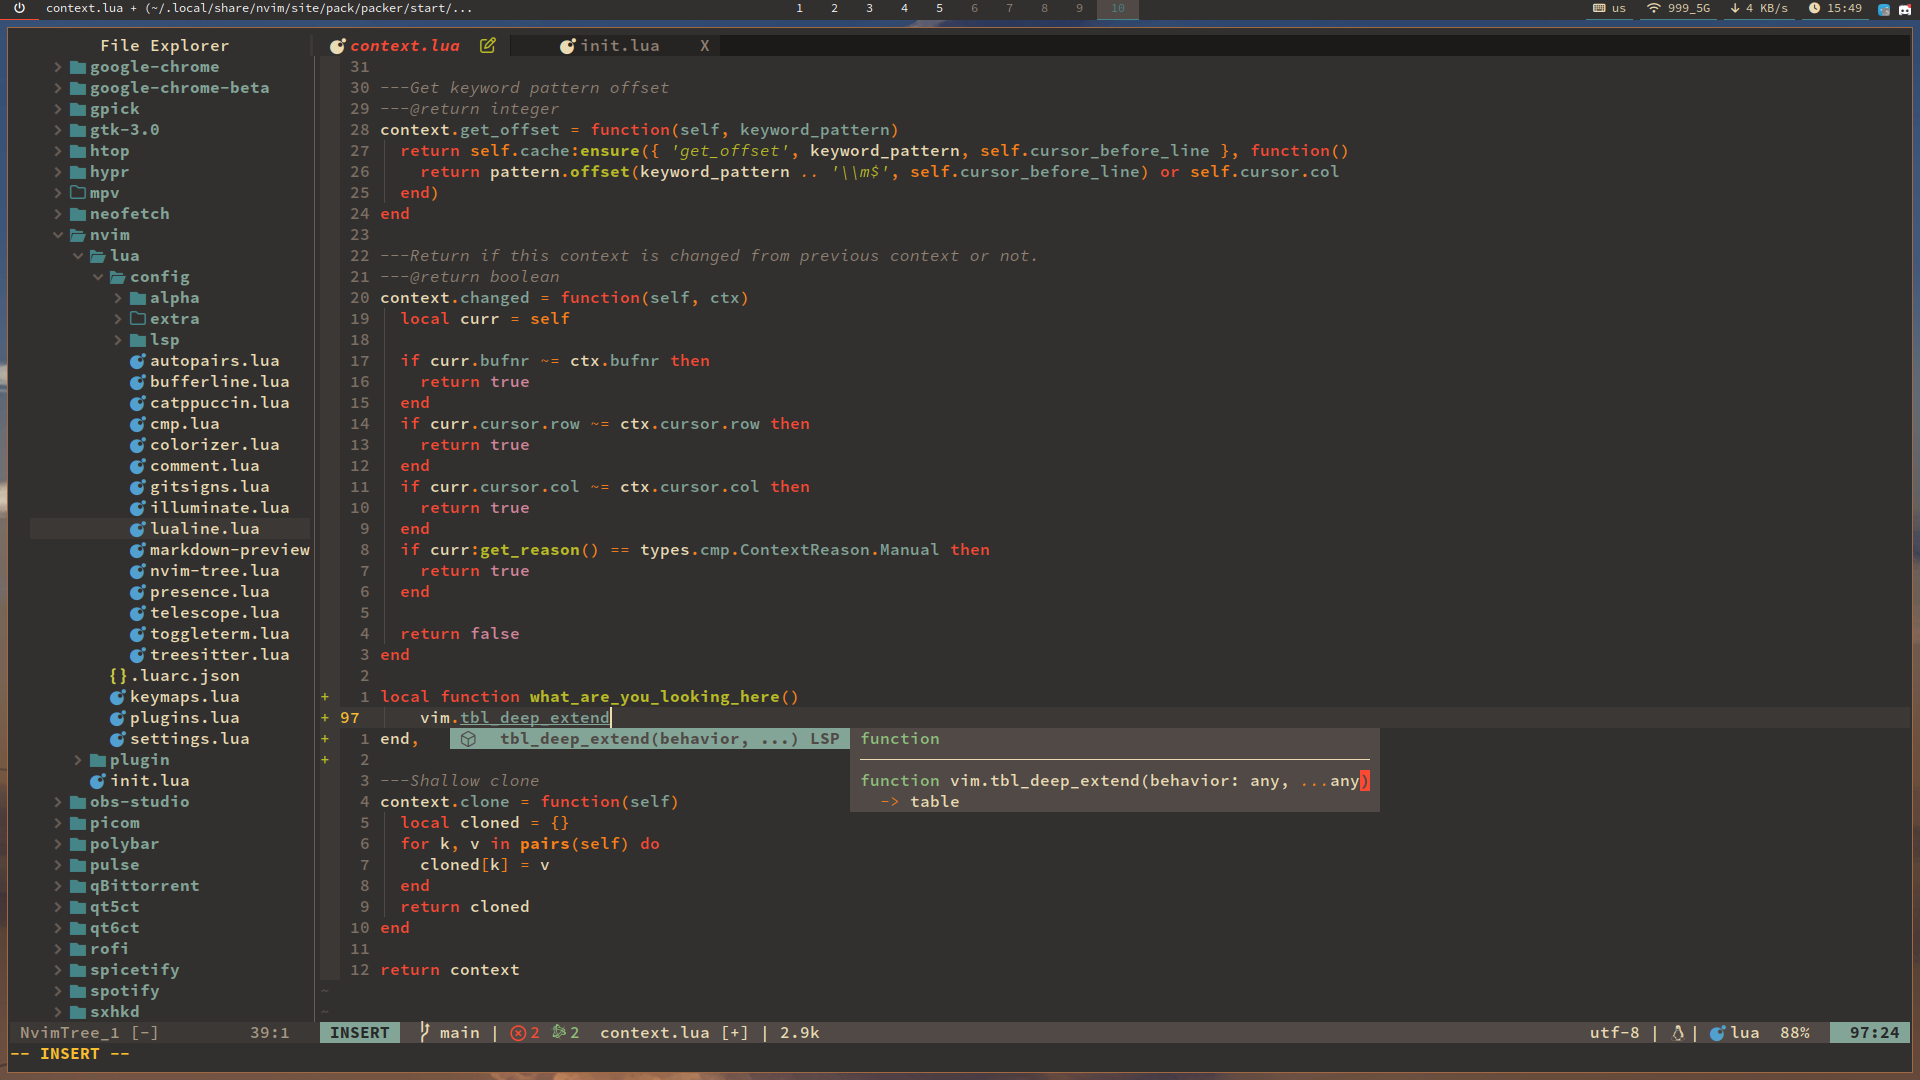 context.lua + (~/.local/share/nvim/site/pack/packer/start/...
1 2 3 4 5 6 7 8 9 10
us 999_5G ↓ 4 KB/s 15:49
File Explorer
context.lua init.lua X
google-chrome
google-chrome-beta
gpick
gtk-3.0
htop
hypr
mpv
neofetch
nvim
lua
config
alpha
extra
lsp
autopairs.lua
bufferline.lua
catppuccin.lua
cmp.lua
colorizer.lua
comment.lua
gitsigns.lua
illuminate.lua
lualine.lua
markdown-preview
nvim-tree.lua
presence.lua
telescope.lua
toggleterm.lua
treesitter.lua
{}.luarc.json
keymaps.lua
plugins.lua
settings.lua
plugin
init.lua
obs-studio
picom
polybar
pulse
qBittorrent
qt5ct
qt6ct
rofi
spicetify
spotify
sxhkd
31
30 ---Get keyword pattern offset
29 ---@return integer
28 context.get_offset = function(self, keyword_pattern)
27 return self.cache:ensure({ 'get_offset', keyword_pattern, self.cursor_before_line }, function()
26 return pattern.offset(keyword_pattern .. '\\m$', self.cursor_before_line) or self.cursor.col
25 end)
24 end
23
22 ---Return if this context is changed from previous context or not.
21 ---@return boolean
20 context.changed = function(self, ctx)
19 local curr = self
18
17 if curr.bufnr ~= ctx.bufnr then
16 return true
15 end
14 if curr.cursor.row ~= ctx.cursor.row then
13 return true
12 end
11 if curr.cursor.col ~= ctx.cursor.col then
10 return true
9 end
8 if curr:get_reason() == types.cmp.ContextReason.Manual then
7 return true
6 end
5
4 return false
3 end
2
+ 1 local function what_are_you_looking_here()
+ 97 vim.tbl_deep_extend
+ 1 end,
tbl_deep_extend(behavior, ...) LSP
function
function vim.tbl_deep_extend(behavior: any, ...any)
-> table
+ 2
3 ---Shallow clone
4 context.clone = function(self)
5 local cloned = {}
6 for k, v in pairs(self) do
7 cloned[k] = v
8 end
9 return cloned
10 end
11
12 return context
~
~
NvimTree_1 [-] 39:1
INSERT main | 2 2 context.lua [+] | 2.9k
utf-8 | | lua 88% 97:24
-- INSERT --